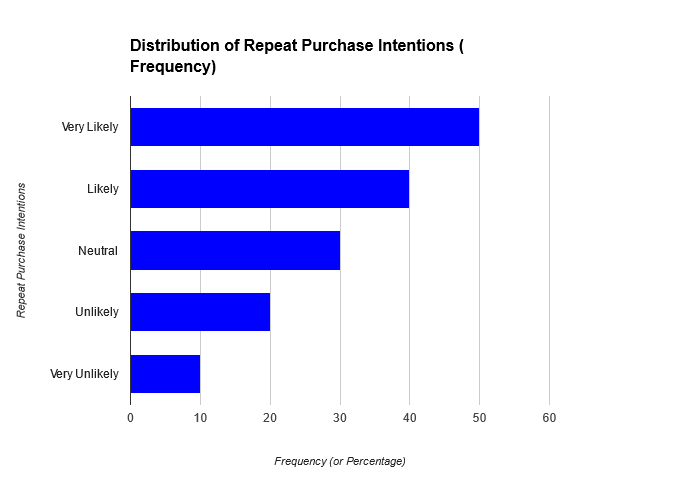 Distribution of Repeat Purchase Intentions (
Frequency)
Repeat Purchase Intentions
Very Likely
Likely
Neutral
Unlikely
Very Unlikely
0 10 20 30 40 50 60
Frequency (or Percentage)